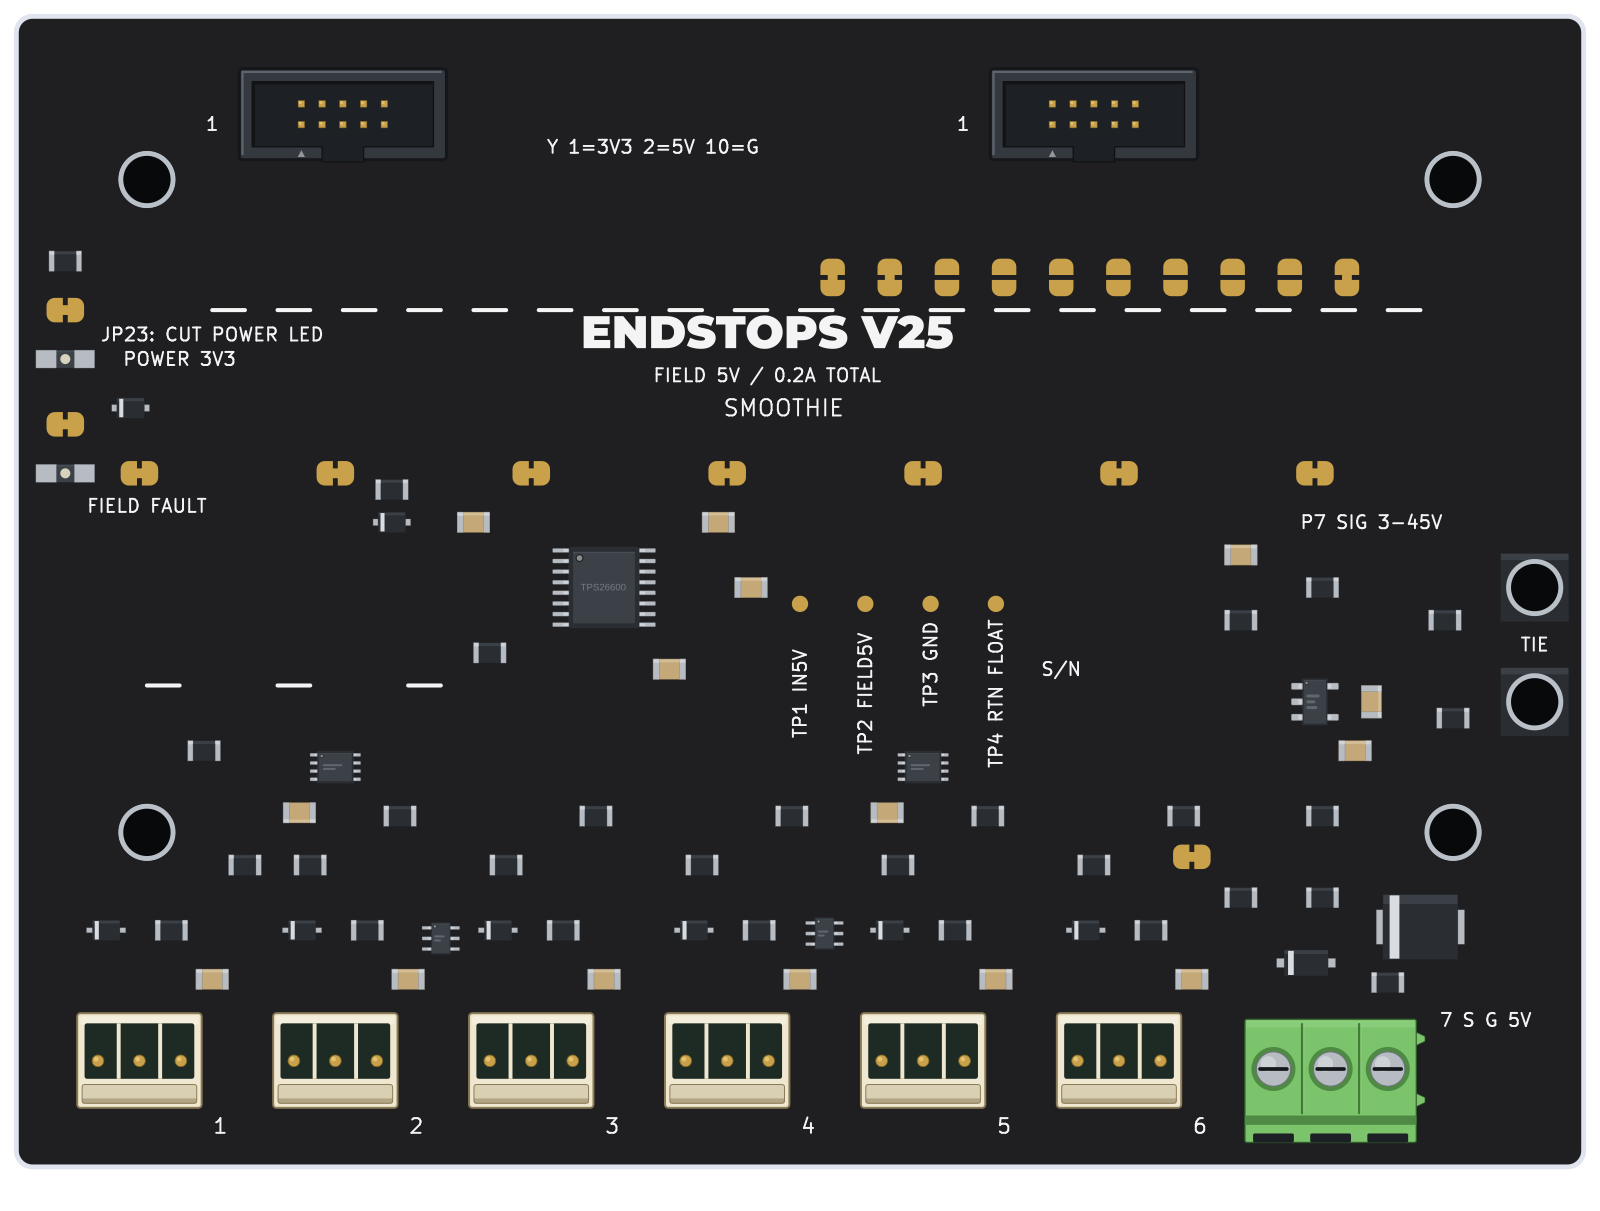 1
1
Y 1=3V3 2=5V 10=G
JP23: CUT POWER LED
POWER 3V3
ENDSTOPS V25
FIELD 5V / 0.2A TOTAL
SMOOTHIE
FIELD FAULT
P7 SIG 3-45V
TPS26600
TP1 IN5V
TP2 FIELD5V
TP3 GND
TP4 RTN FLOAT
S/N
TIE
7 S G 5V
1
2
3
4
5
6